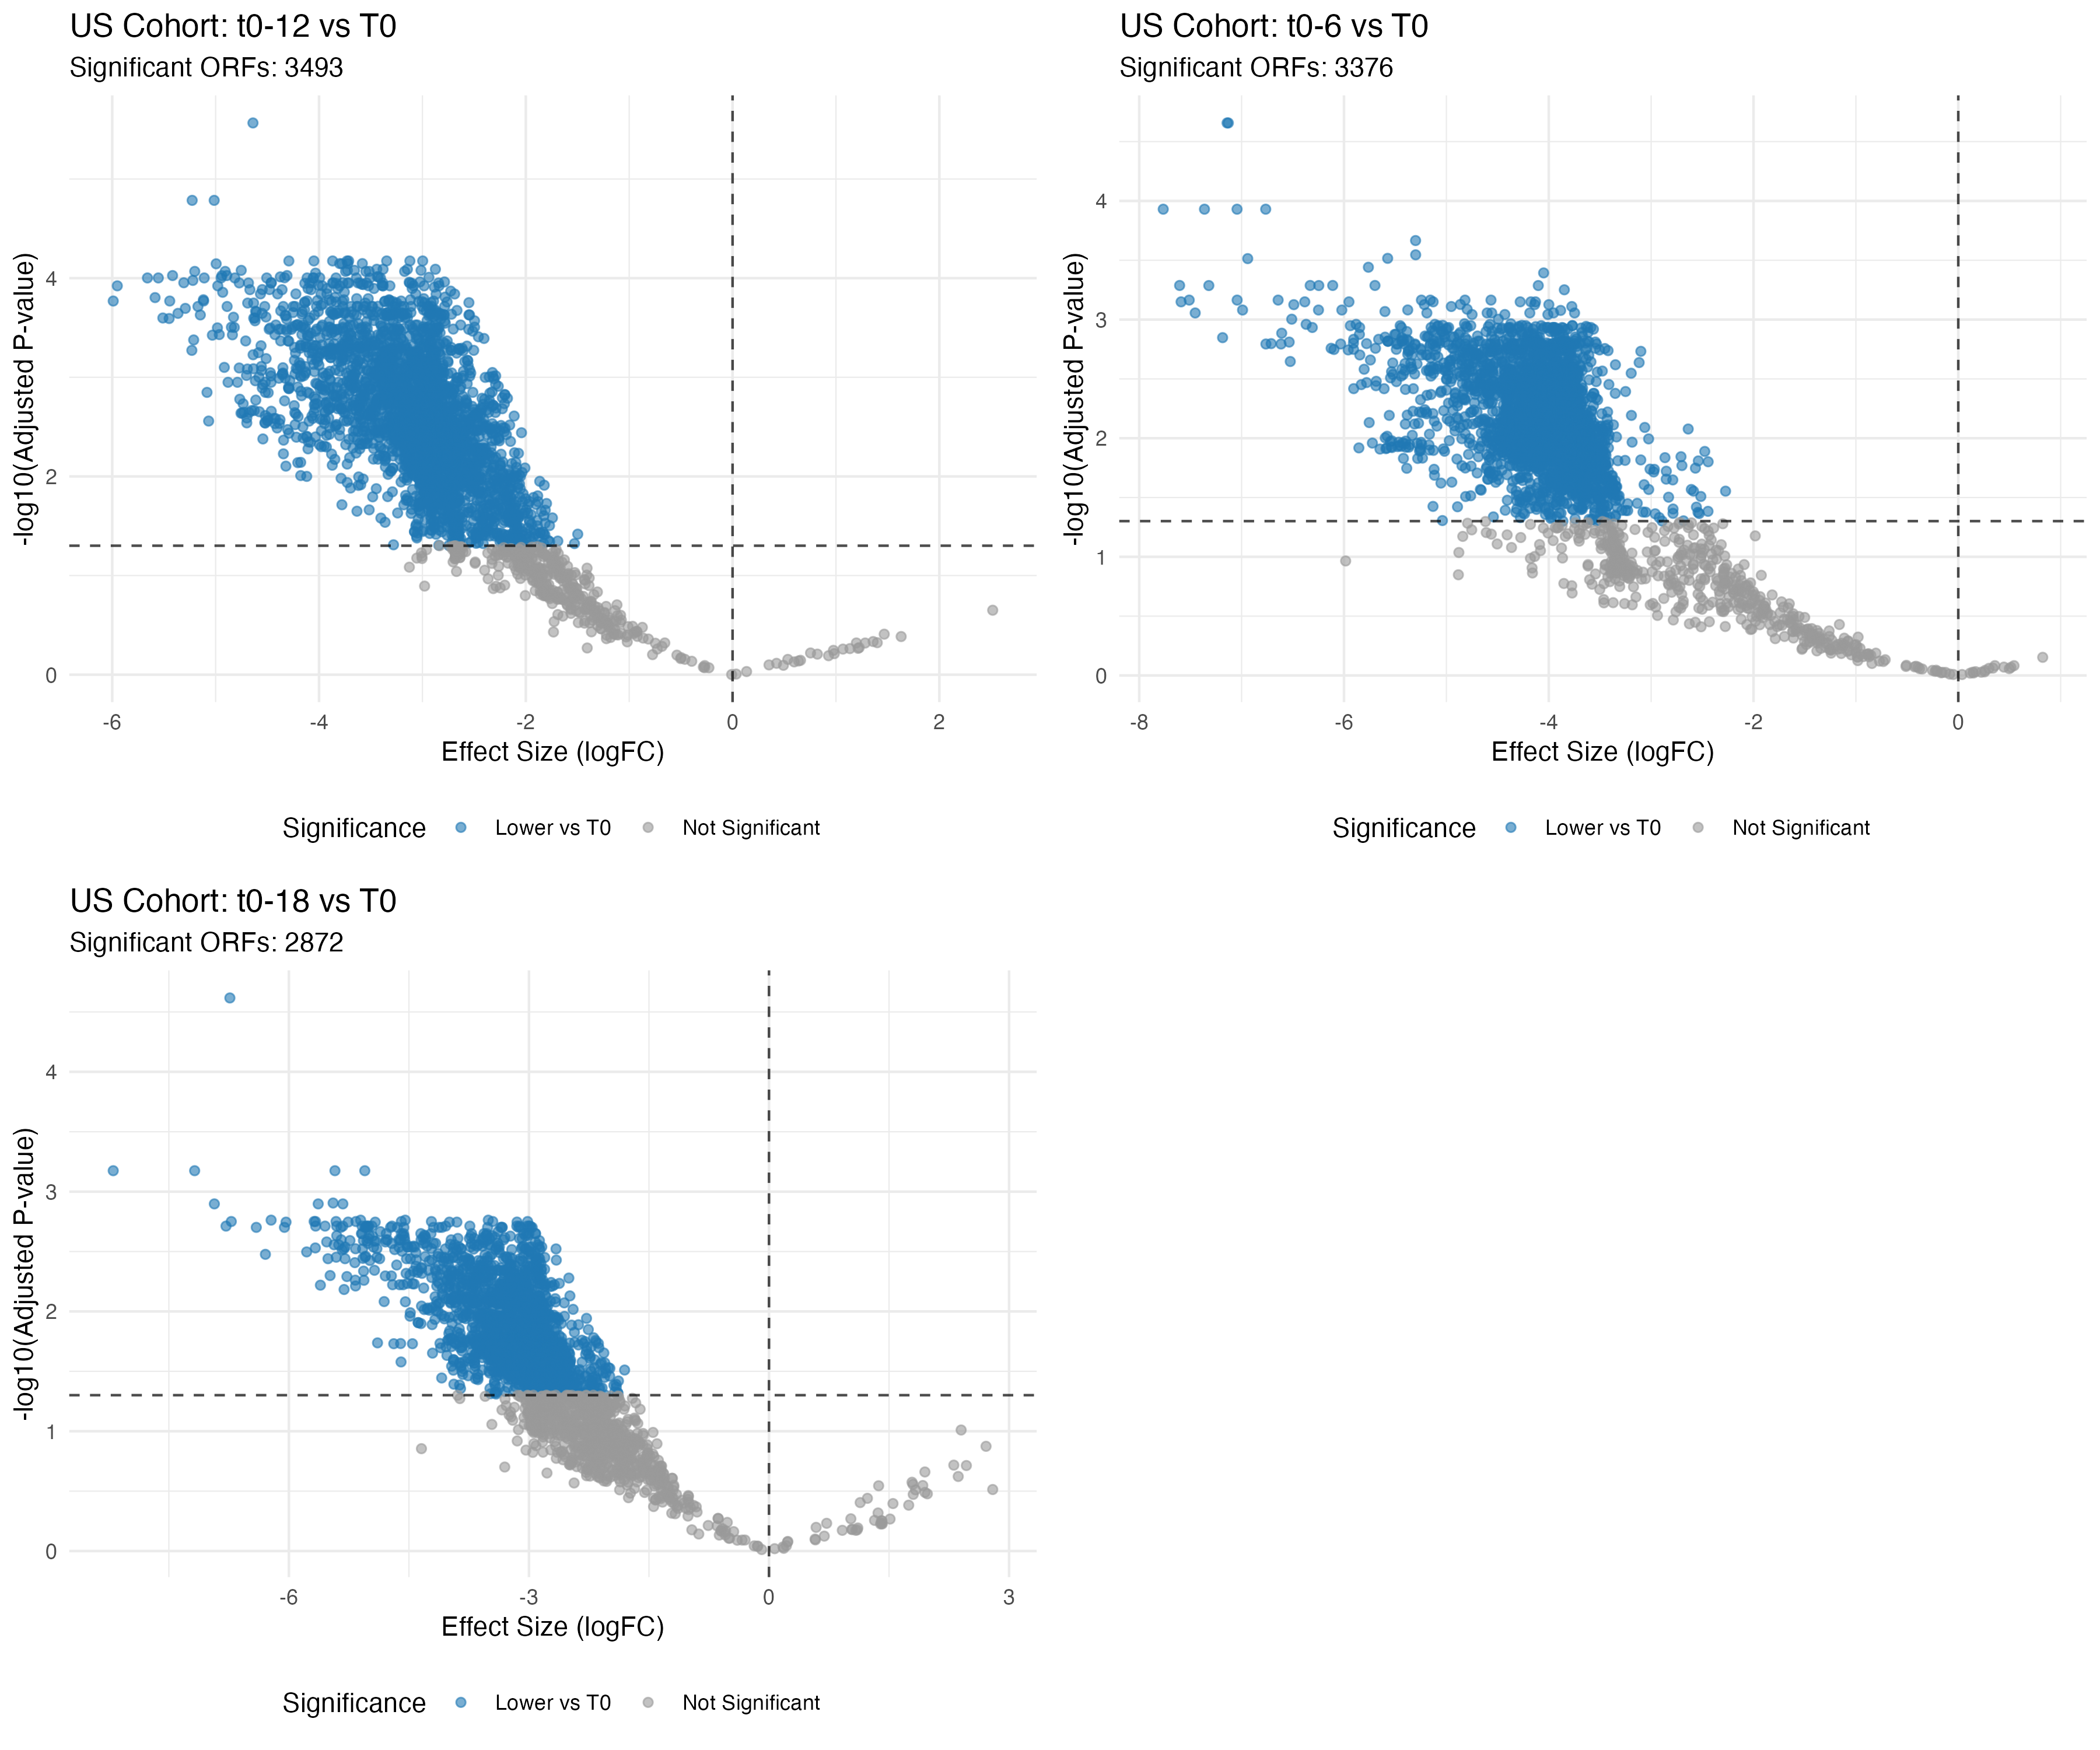 US Cohort: t0-12 vs T0
Significant ORFs: 3493
-log10(Adjusted P-value)
4
2
0
-6 -4 -2 0 2
Effect Size (logFC)
Significance Lower vs T0 Not Significant
US Cohort: t0-6 vs T0
Significant ORFs: 3376
-log10(Adjusted P-value)
4
3
2
1
0
-8 -6 -4 -2 0
Effect Size (logFC)
Significance Lower vs T0 Not Significant
US Cohort: t0-18 vs T0
Significant ORFs: 2872
-log10(Adjusted P-value)
4
3
2
1
0
-6 -3 0 3
Effect Size (logFC)
Significance Lower vs T0 Not Significant